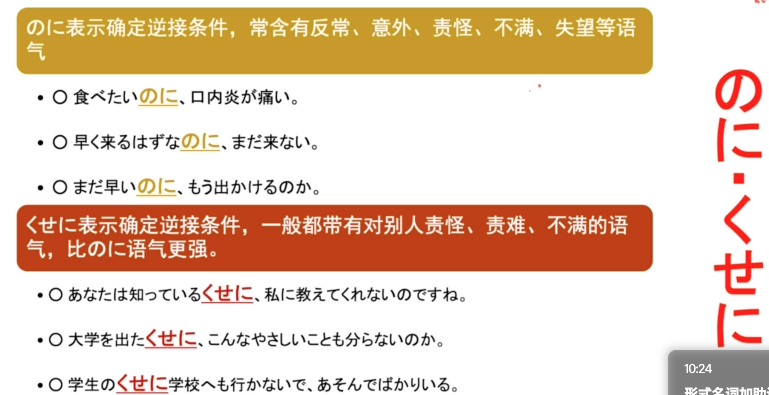 のに表示确定逆接条件，常含有反常、意外、责怪、不满、失望等语
气
• 〇 食べたいのに、口内炎が痛い。
• 〇 早く来るはずなのに、まだ来ない。
• 〇 まだ早いのに、もう出かけるのか。
くせに表示确定逆接条件，一般都带有对别人责怪、责难、不满的语
气，比のに语气更强。
• 〇 あなたは知っているくせに、私に教えてくれないのですね。
• 〇 大学を出たくせに、こんなやさしいことも分らないのか。
• 〇 学生のくせに学校へも行かないで、あそんでばかりいる。
のに・くせに
10:24
形式名词加助